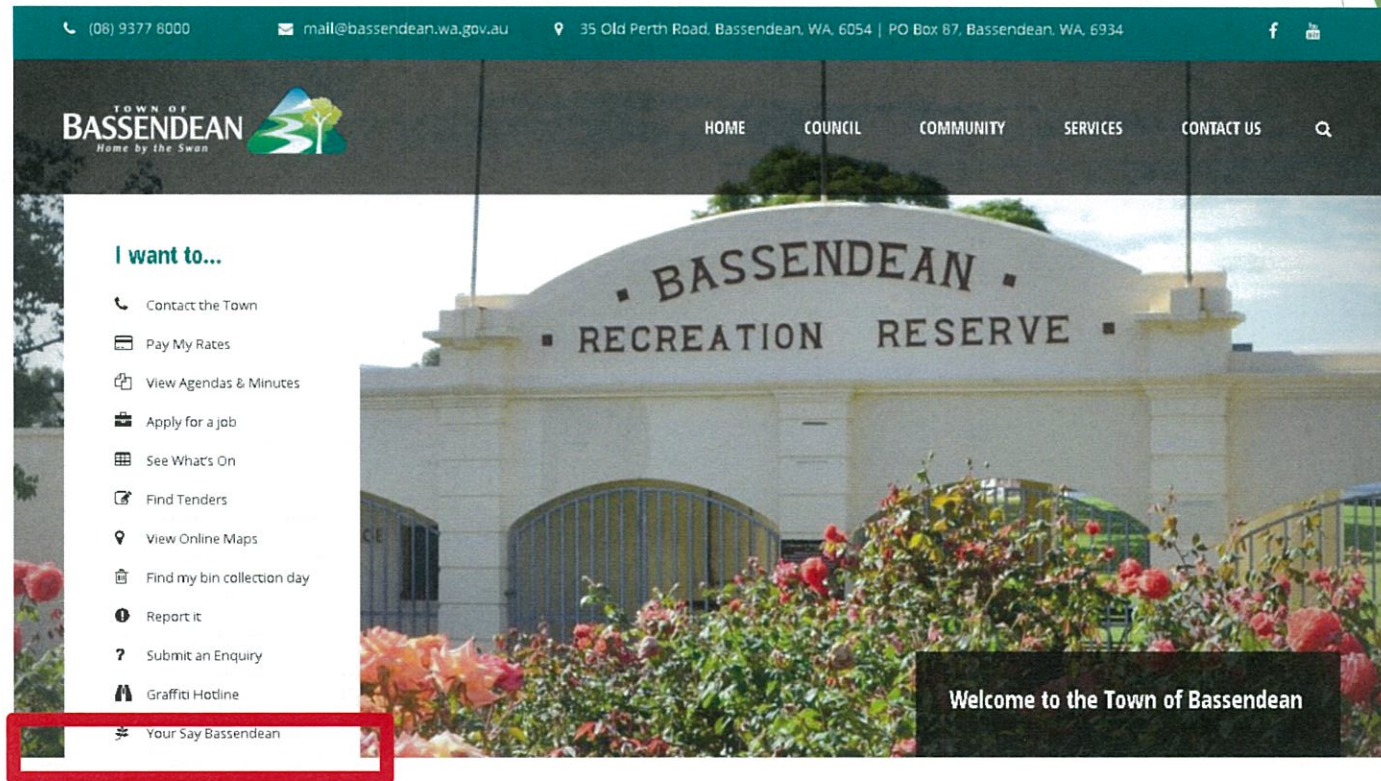 (08) 9377 8000 mail@bassendean.wa.gov.au 35 Old Perth Road, Bassendean, WA, 6054 | PO Box 87, Bassendean, WA, 6934
TOWN OF
BASSENDEAN
Home by the Swan
HOME COUNCIL COMMUNITY SERVICES CONTACT US
I want to...
Contact the Town
Pay My Rates
View Agendas & Minutes
Apply for a job
See What's On
Find Tenders
View Online Maps
Find my bin collection day
Report it
Submit an Enquiry
Graffiti Hotline
Your Say Bassendean
BASSENDEAN
RECREATION RESERVE
Welcome to the Town of Bassendean